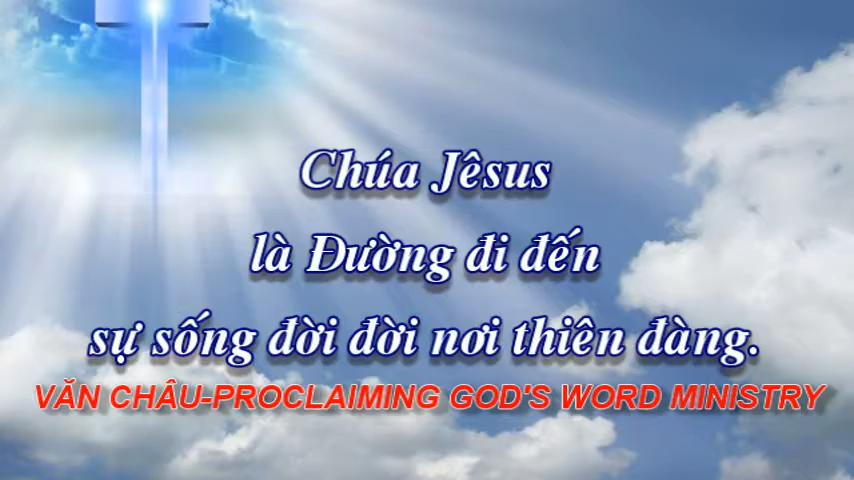 Chúa Jêsus
là Đường đi đến
sự sống đời đời nơi thiên đàng.
VĂN CHÂU-PROCLAIMING GOD'S WORD MINISTRY